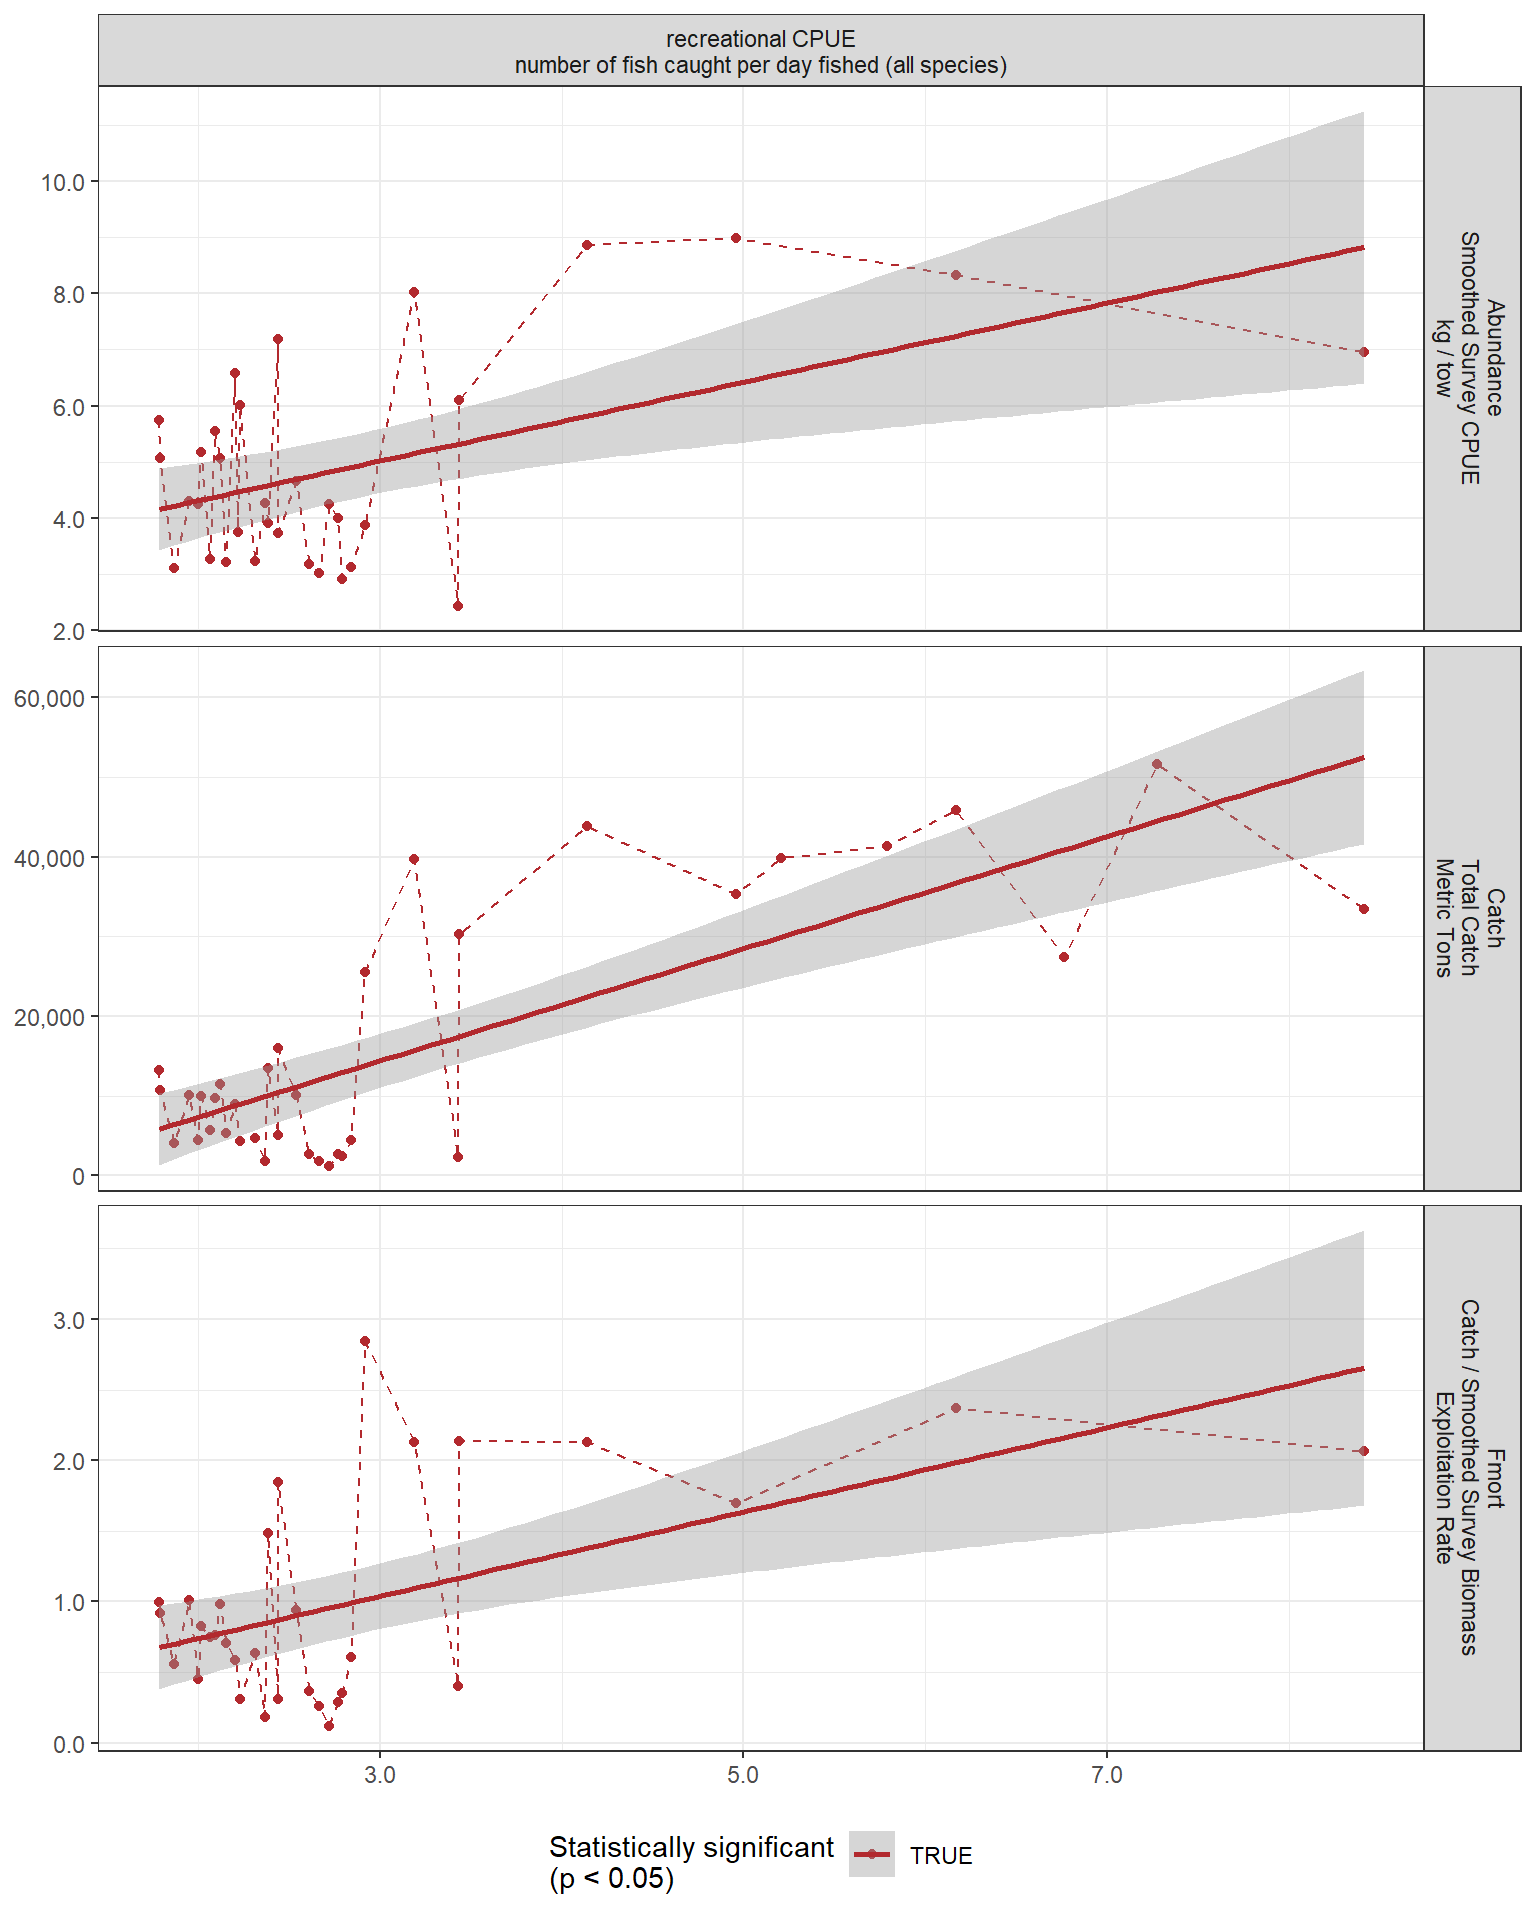 recreational CPUE
number of fish caught per day fished (all species)
10.0
8.0
6.0
4.0
2.0
Abundance
Smoothed Survey CPUE
kg / tow
60,000
40,000
20,000
0
Catch
Total Catch
Metric Tons
3.0
2.0
1.0
0.0
Fmort
Catch / Smoothed Survey Biomass
Exploitation Rate
3.0
5.0
7.0
Statistically significant
(p < 0.05)
TRUE